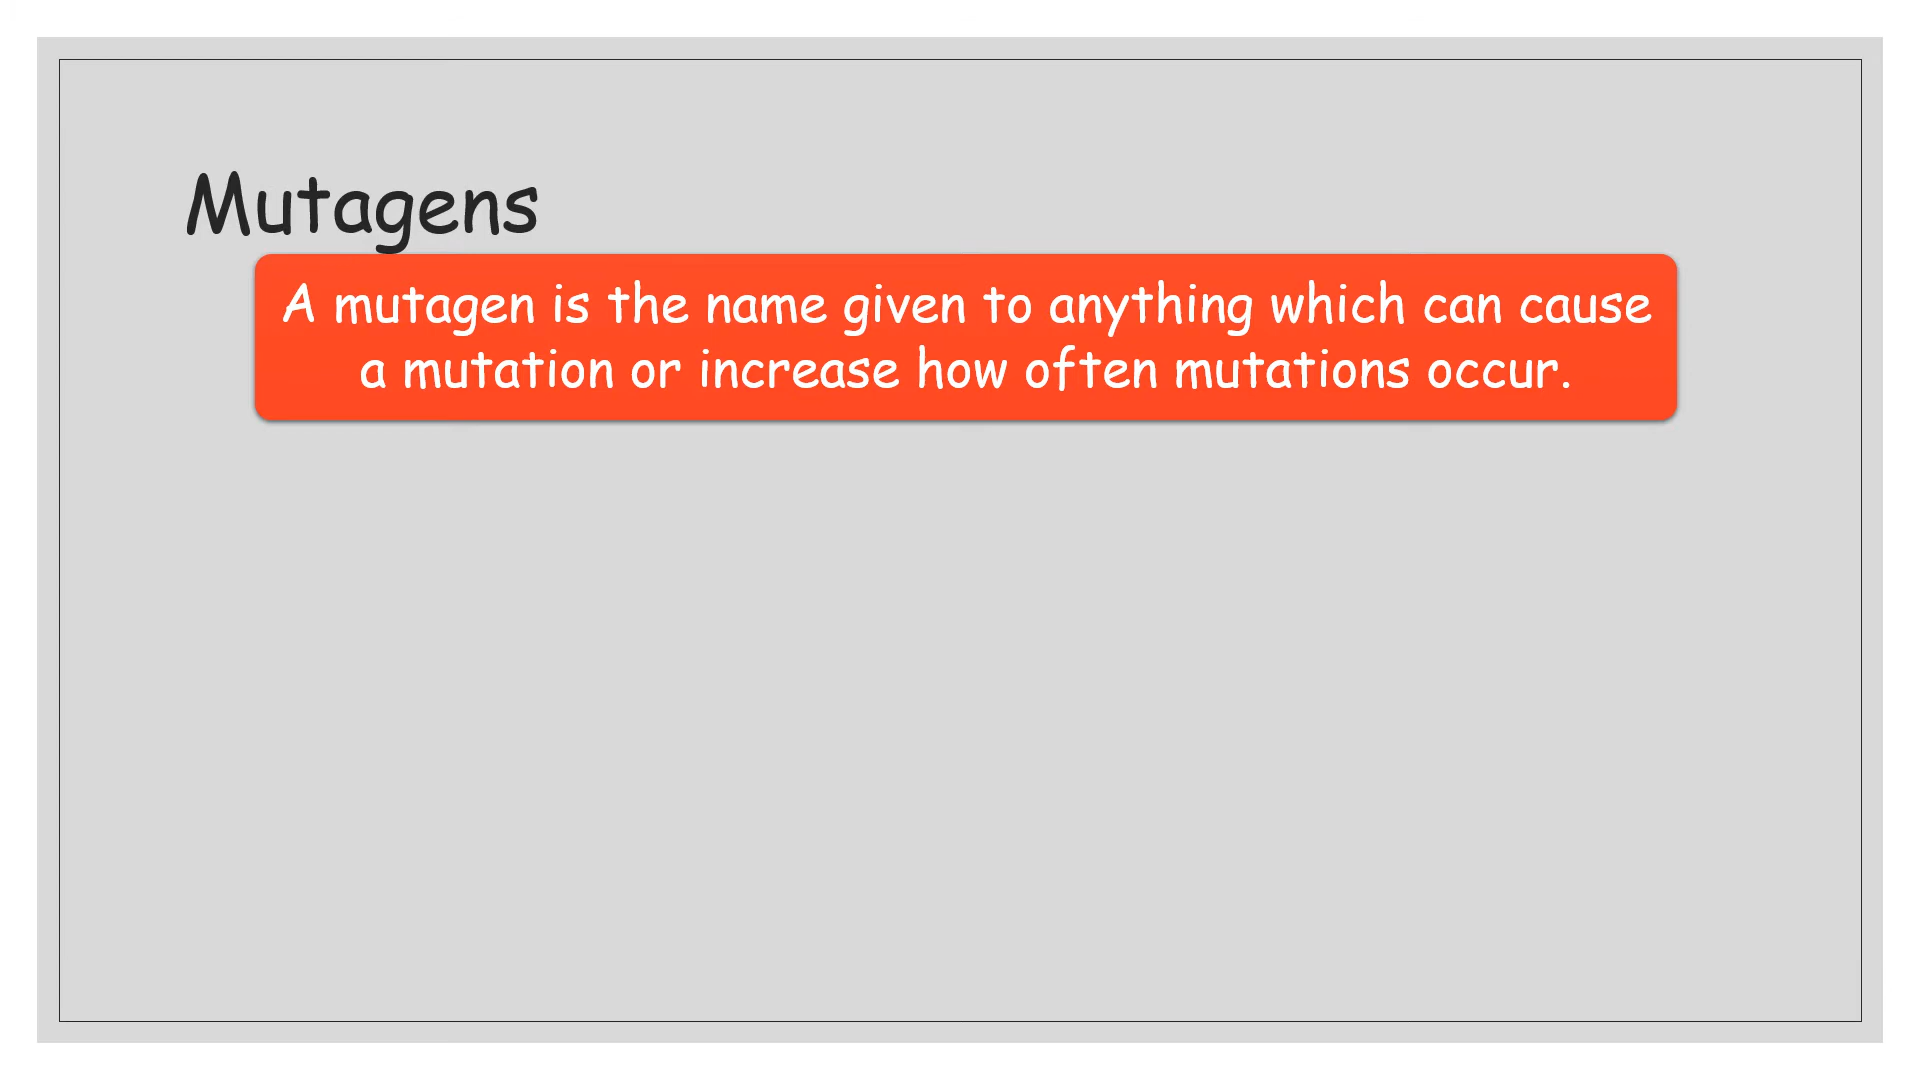 Mutagens
A mutagen is the name given to anything which can cause
a mutation or increase how often mutations occur.